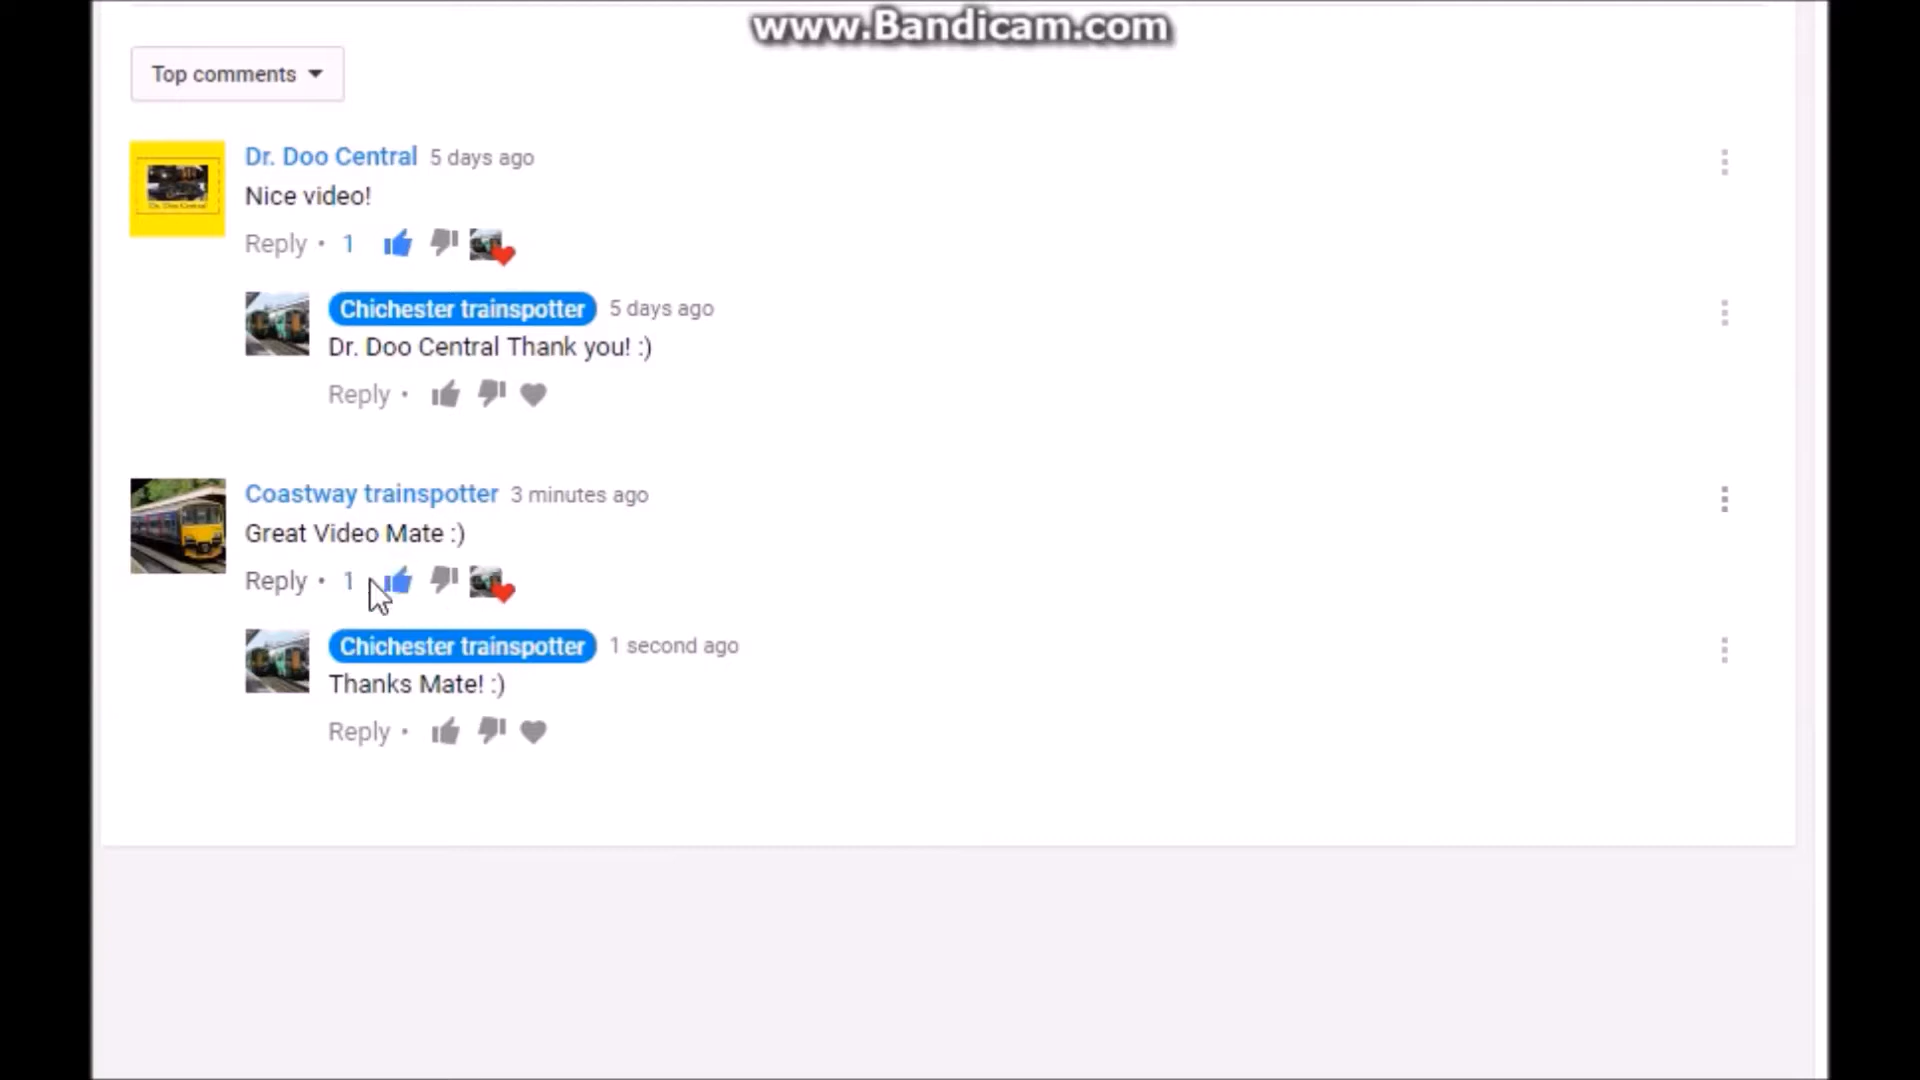 www.Bandicam.com
Top comments
Dr. Doo Central 5 days ago
Nice video!
Reply • 1
Chichester trainspotter 5 days ago
Dr. Doo Central Thank you! :)
Reply •
Coastway trainspotter 3 minutes ago
Great Video Mate :)
Reply • 1
Chichester trainspotter 1 second ago
Thanks Mate! :)
Reply •